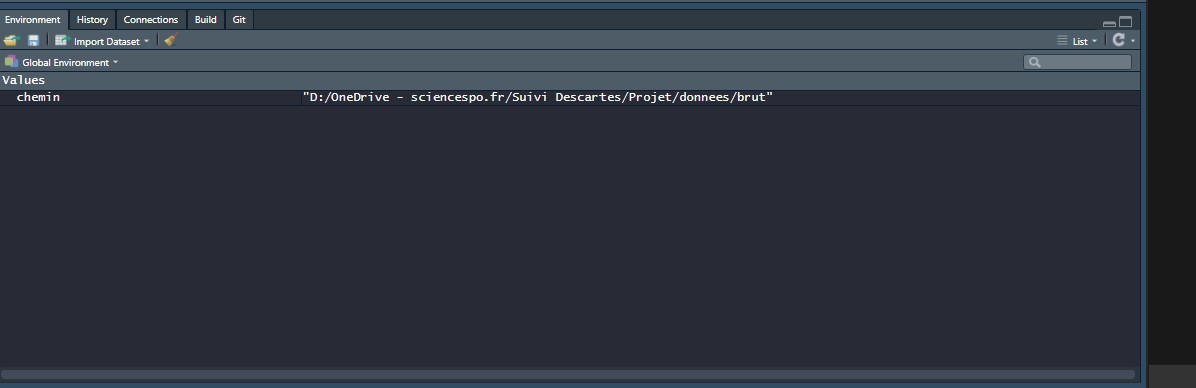 Environment History Connections Build Git
Import Dataset List
Global Environment
Values
chemin "D:/OneDrive - sciencespo.fr/Suivi Descartes/Projet/donnees/brut"